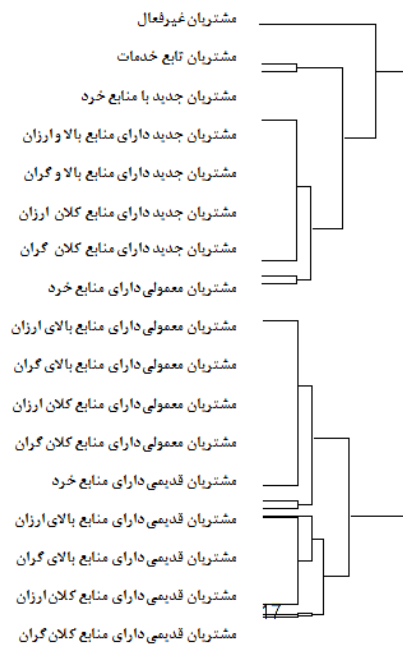 مشتریان غیرفعال
مشتریان تابع خدمات
مشتریان جدید با منابع خرد
مشتریان جدید دارای منابع بالا و ارزان
مشتریان جدید دارای منابع بالا و گران
مشتریان جدید دارای منابع کلان ارزان
مشتریان جدید دارای منابع کلان گران
مشتریان معمولی دارای منابع خرد
مشتریان معمولی دارای منابع بالای ارزان
مشتریان معمولی دارای منابع بالای گران
مشتریان معمولی دارای منابع کلان ارزان
مشتریان معمولی دارای منابع کلان گران
مشتریان قدیمی دارای منابع خرد
مشتریان قدیمی دارای منابع بالای ارزان
مشتریان قدیمی دارای منابع بالای گران
مشتریان قدیمی دارای منابع کلان ارزان
17
مشتریان قدیمی دارای منابع کلان گران